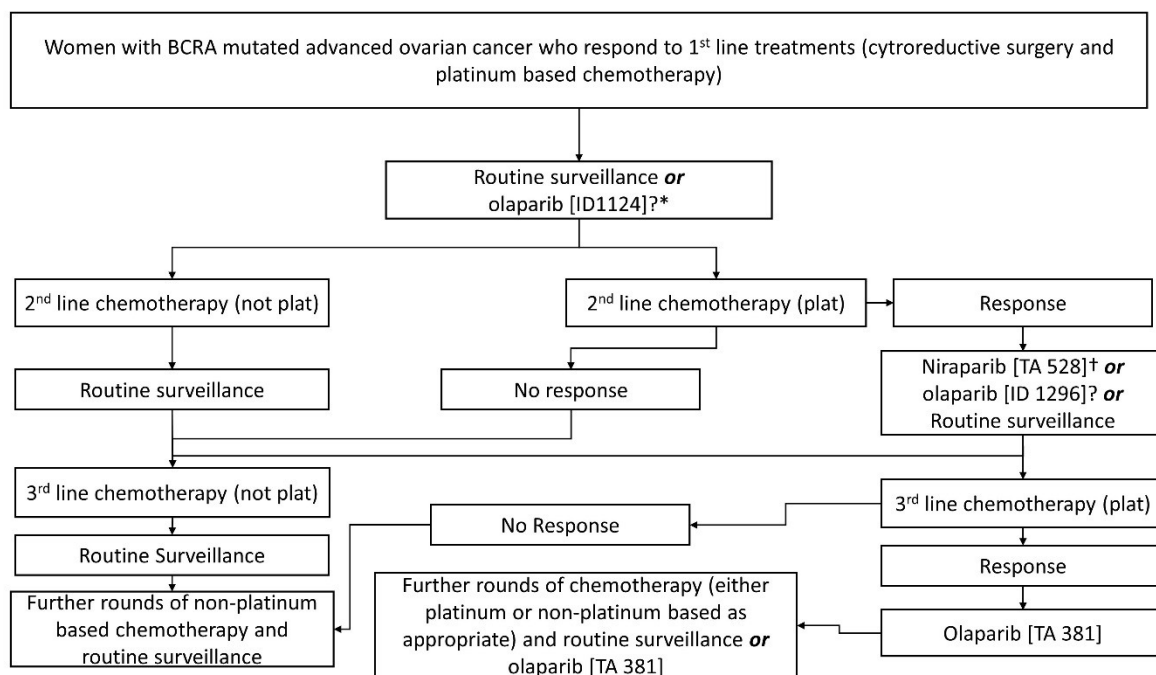 Women with BCRA mutated advanced ovarian cancer who respond to 1st line treatments (cytroreductive surgery and
platinum based chemotherapy)
Routine surveillance or
olaparib [ID1124]?*
2nd line chemotherapy (not plat)
2nd line chemotherapy (plat)
Response
Routine surveillance
No response
Niraparib [TA 528]† or
olaparib [ID 1296]? or
Routine surveillance
3rd line chemotherapy (not plat)
3rd line chemotherapy (plat)
No Response
Routine Surveillance
Response
Further rounds of non-platinum
based chemotherapy and
routine surveillance
Further rounds of chemotherapy (either
platinum or non-platinum based as
appropriate) and routine surveillance or
olaparib [TA 381]
Olaparib [TA 381]